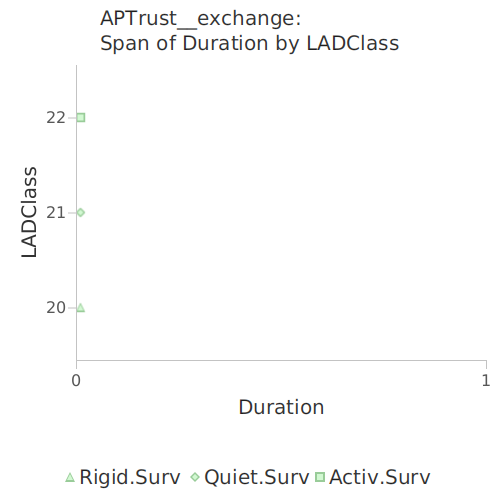 APTrust__exchange:
Span of Duration by LADClass
22
21
20
LADClass
0
1
Duration
Rigid.Surv
Quiet.Surv
Activ.Surv